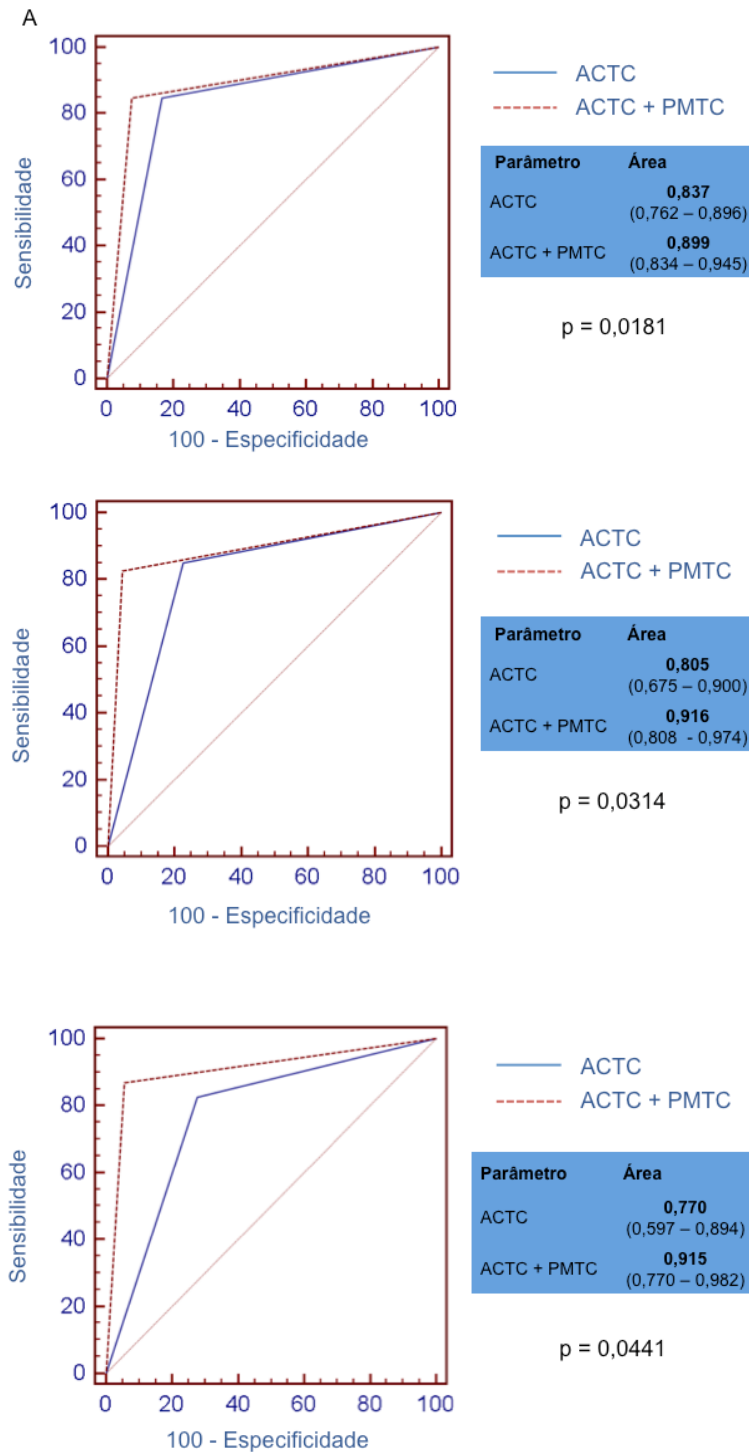 A
100
80
60
40
20
0
Sensibilidade
0 20 40 60 80 100
100 - Especificidade
ACTC
ACTC + PMTC
Parâmetro Área
ACTC 0,837
(0,762 – 0,896)
ACTC + PMTC 0,899
(0,834 – 0,945)
p = 0,0181
100
80
60
40
20
0
Sensibilidade
0 20 40 60 80 100
100 - Especificidade
ACTC
ACTC + PMTC
Parâmetro Área
ACTC 0,805
(0,675 – 0,900)
ACTC + PMTC 0,916
(0,808 - 0,974)
p = 0,0314
100
80
60
40
20
0
Sensibilidade
0 20 40 60 80 100
100 - Especificidade
ACTC
ACTC + PMTC
Parâmetro Área
ACTC 0,770
(0,597 – 0,894)
ACTC + PMTC 0,915
(0,770 – 0,982)
p = 0,0441